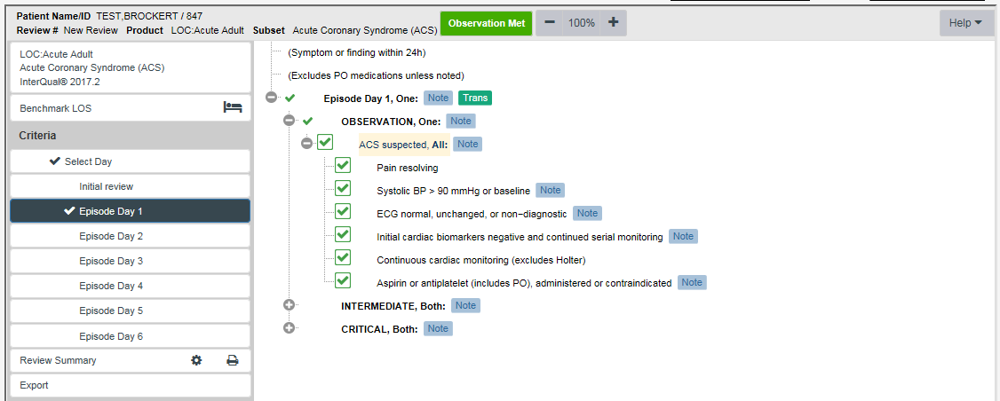 Patient Name/ID TEST,BROCKERT / 847
Review # New Review Product LOC:Acute Adult Subset Acute Coronary Syndrome (ACS)
Observation Met
100%
Help
LOC:Acute Adult
Acute Coronary Syndrome (ACS)
InterQual® 2017.2
Benchmark LOS
Criteria
Select Day
Initial review
Episode Day 1
Episode Day 2
Episode Day 3
Episode Day 4
Episode Day 5
Episode Day 6
Review Summary
Export
(Symptom or finding within 24h)
(Excludes PO medications unless noted)
Episode Day 1, One: Note Trans
OBSERVATION, One: Note
ACS suspected, All: Note
Pain resolving
Systolic BP > 90 mmHg or baseline Note
ECG normal, unchanged, or non-diagnostic Note
Initial cardiac biomarkers negative and continued serial monitoring Note
Continuous cardiac monitoring (excludes Holter)
Aspirin or antiplatelet (includes PO), administered or contraindicated Note
INTERMEDIATE, Both: Note
CRITICAL, Both: Note